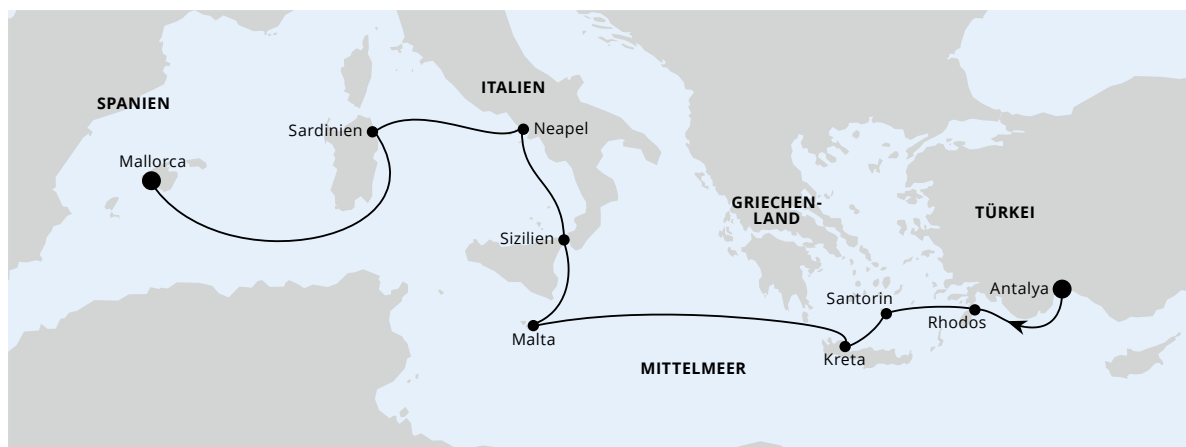 ITALIEN
SPANIEN
Sardinien
Neapel
Mallorca
GRIECHEN-
LAND
TÜRKEI
Sizilien
Antalya
Santorin
Rhodos
Malta
Kreta
MITTELMEER